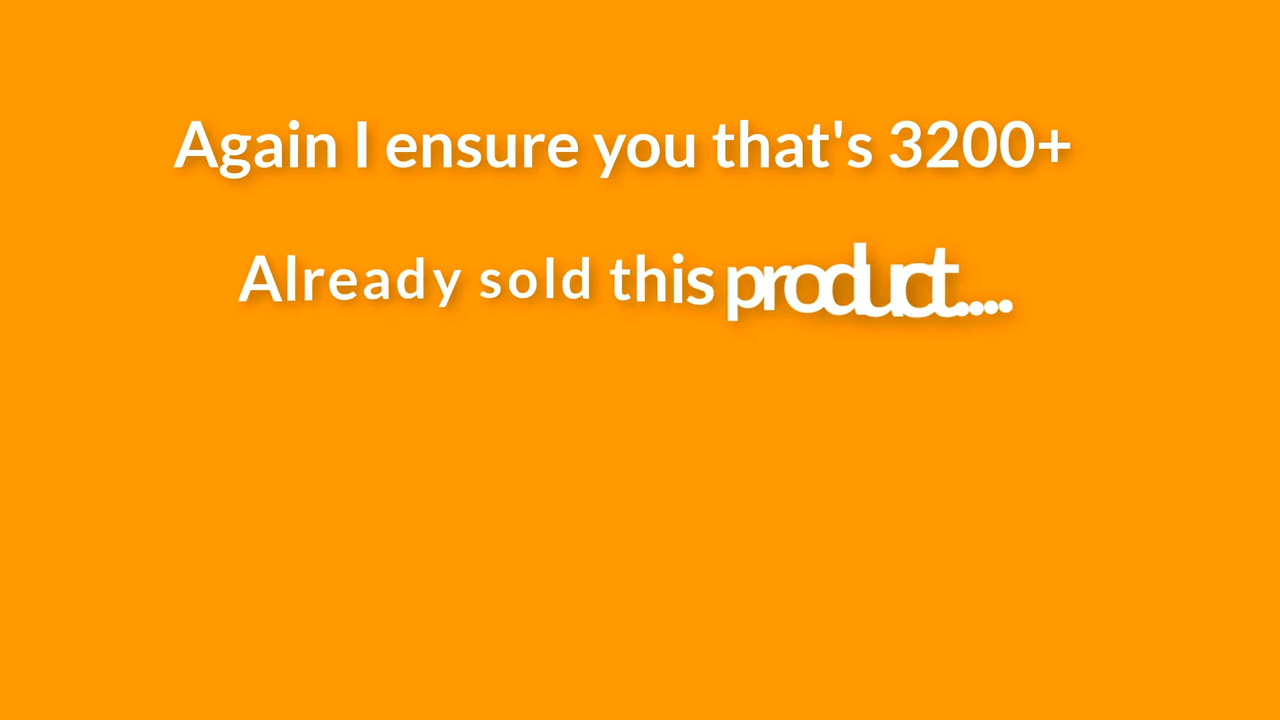 Again I ensure you that's 3200+
Already sold this product....